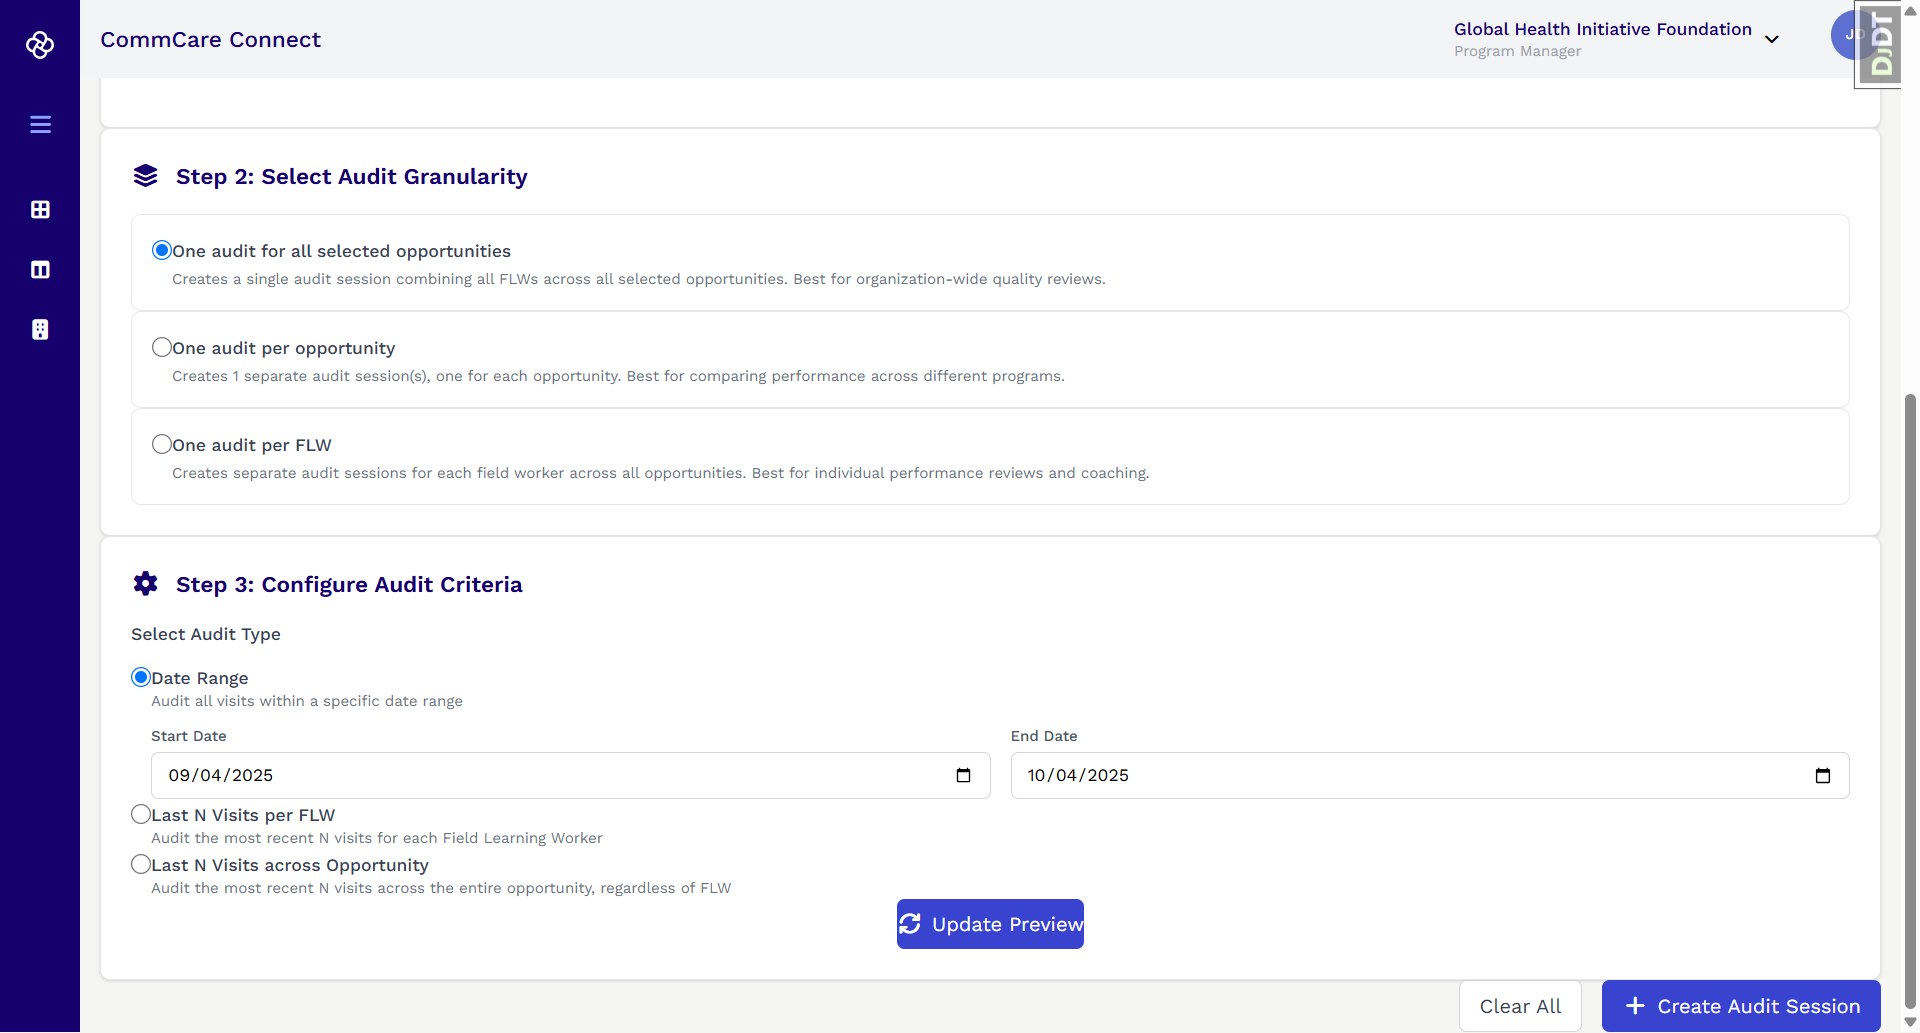 CommCare Connect
Global Health Initiative Foundation
Program Manager
JD
DjDT
Step 2: Select Audit Granularity
One audit for all selected opportunities
Creates a single audit session combining all FLWs across all selected opportunities. Best for organization-wide quality reviews.
One audit per opportunity
Creates 1 separate audit session(s), one for each opportunity. Best for comparing performance across different programs.
One audit per FLW
Creates separate audit sessions for each field worker across all opportunities. Best for individual performance reviews and coaching.
Step 3: Configure Audit Criteria
Select Audit Type
Date Range
Audit all visits within a specific date range
Start Date
End Date
09/04/2025
10/04/2025
Last N Visits per FLW
Audit the most recent N visits for each Field Learning Worker
Last N Visits across Opportunity
Audit the most recent N visits across the entire opportunity, regardless of FLW
Update Preview
Clear All
Create Audit Session